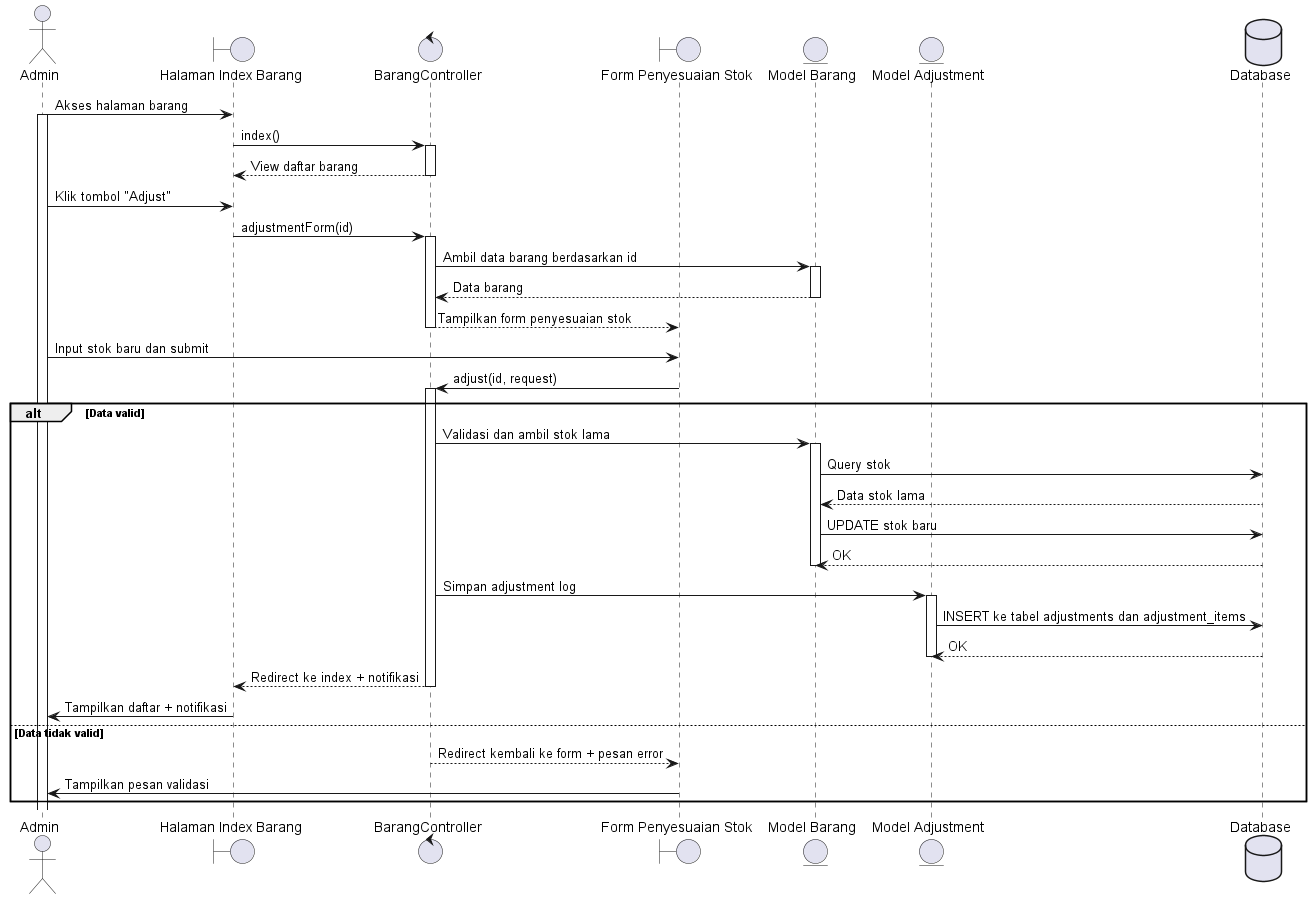 Admin
Halaman Index Barang
BarangController
Form Penyesuaian Stok
Model Barang
Model Adjustment
Database
Akses halaman barang
index()
View daftar barang
Klik tombol "Adjust"
adjustmentForm(id)
Ambil data barang berdasarkan id
Data barang
Tampilkan form penyesuaian stok
Input stok baru dan submit
adjust(id, request)
alt
[Data valid]
Validasi dan ambil stok lama
Query stok
Data stok lama
UPDATE stok baru
OK
Simpan adjustment log
INSERT ke tabel adjustments dan adjustment_items
OK
Redirect ke index + notifikasi
Tampilkan daftar + notifikasi
[Data tidak valid]
Redirect kembali ke form + pesan error
Tampilkan pesan validasi
Admin
Halaman Index Barang
BarangController
Form Penyesuaian Stok
Model Barang
Model Adjustment
Database